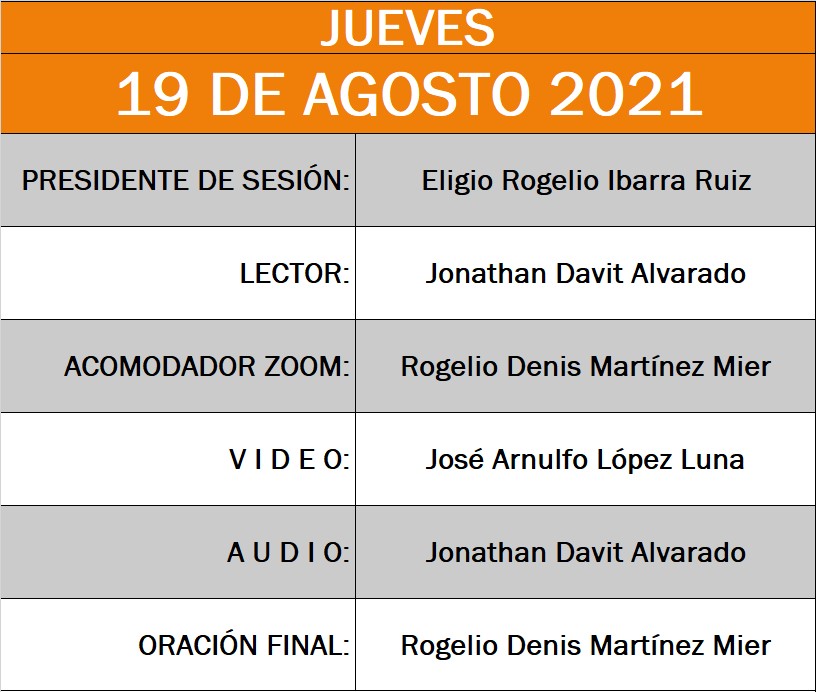 JUEVES
19 DE AGOSTO 2021
PRESIDENTE DE SESIÓN: Eligio Rogelio Ibarra Ruiz
LECTOR: Jonathan Davit Alvarado
ACOMODADOR ZOOM: Rogelio Denis Martínez Mier
V I D E O: José Arnulfo López Luna
A U D I O: Jonathan Davit Alvarado
ORACIÓN FINAL: Rogelio Denis Martínez Mier